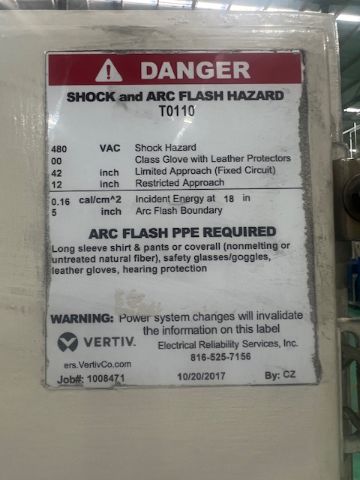 DANGER
SHOCK and ARC FLASH HAZARD
T0110
480 VAC Shock Hazard
00 Class Glove with Leather Protectors
42 inch Limited Approach (Fixed Circuit)
12 inch Restricted Approach
0.16 cal/cm^2 Incident Energy at 18 in
5 inch Arc Flash Boundary
ARC FLASH PPE REQUIRED
Long sleeve shirt & pants or coverall (nonmelting or
untreated natural fiber), safety glasses/goggles,
leather gloves, hearing protection
WARNING: Power system changes will invalidate
the information on this label
VERTIV. Electrical Reliability Services, Inc.
816-525-7156
ers.VertivCo.com
Job#: 1008471 10/20/2017 By: CZ